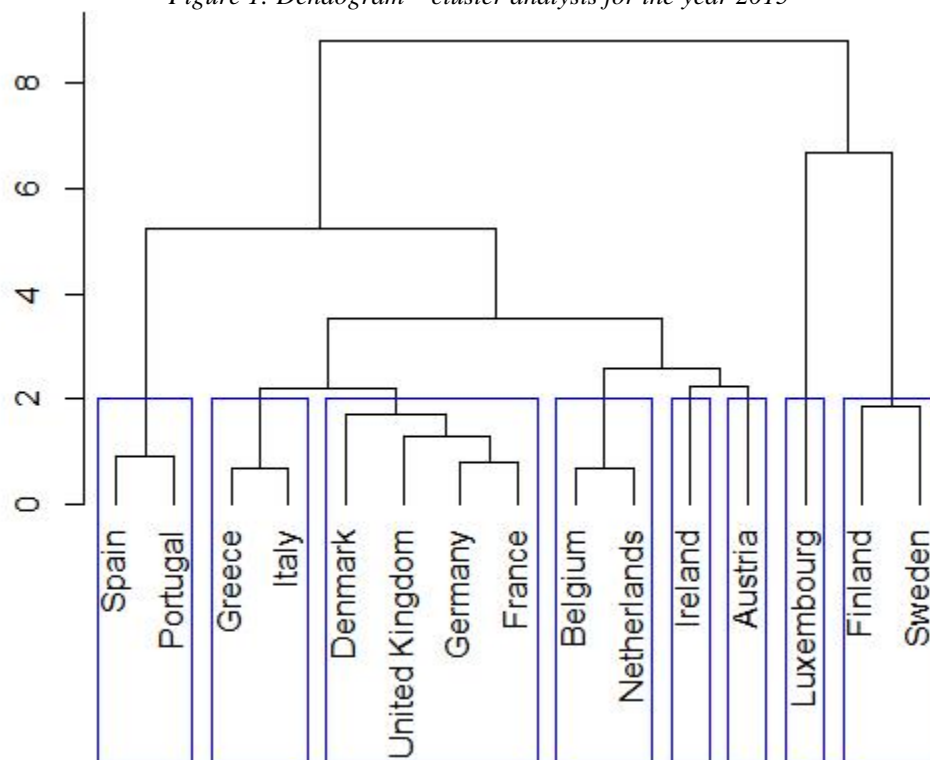 Figure 1: Dendogram – cluster analysis for the year 2015
8
6
4
2
0
Spain
Portugal
Greece
Italy
Denmark
United Kingdom
Germany
France
Belgium
Netherlands
Ireland
Austria
Luxembourg
Finland
Sweden